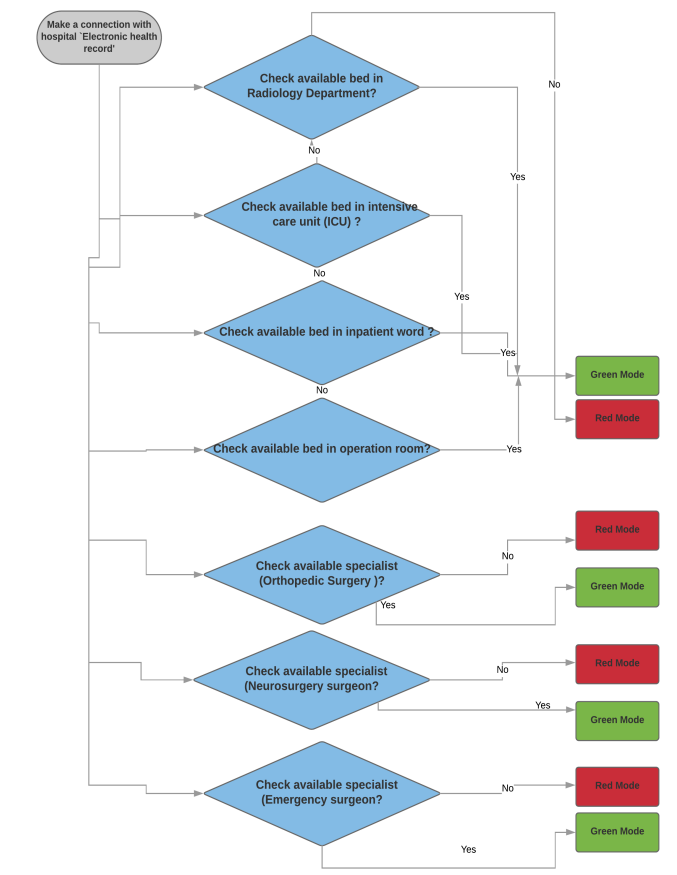 Make a connection with
hospital `Electronic health
record'
Check available bed in
Radiology Department?
No
Yes
No
Check available bed in intensive
care unit (ICU) ?
Yes
No
Check available bed in inpatient word ?
Yes
Green Mode
Red Mode
No
Check available bed in operation room?
Yes
Check available specialist
(Orthopedic Surgery )?
No
Red Mode
Yes
Green Mode
Check available specialist
(Neurosurgery surgeon?
No
Red Mode
Yes
Green Mode
Check available specialist
(Emergency surgeon?
No
Red Mode
Yes
Green Mode